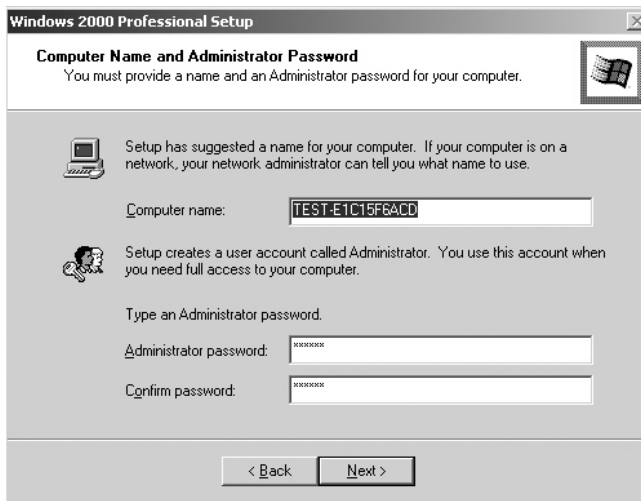 Windows 2000 Professional Setup
Computer Name and Administrator Password
You must provide a name and an Administrator password for your computer.
Setup has suggested a name for your computer. If your computer is on a
network, your network administrator can tell you what name to use.
Computer name: TEST-E1C15F6ACD
Setup creates a user account called Administrator. You use this account when
you need full access to your computer.
Type an Administrator password.
Administrator password: xxxxxx
Confirm password: xxxxxx
< Back Next >